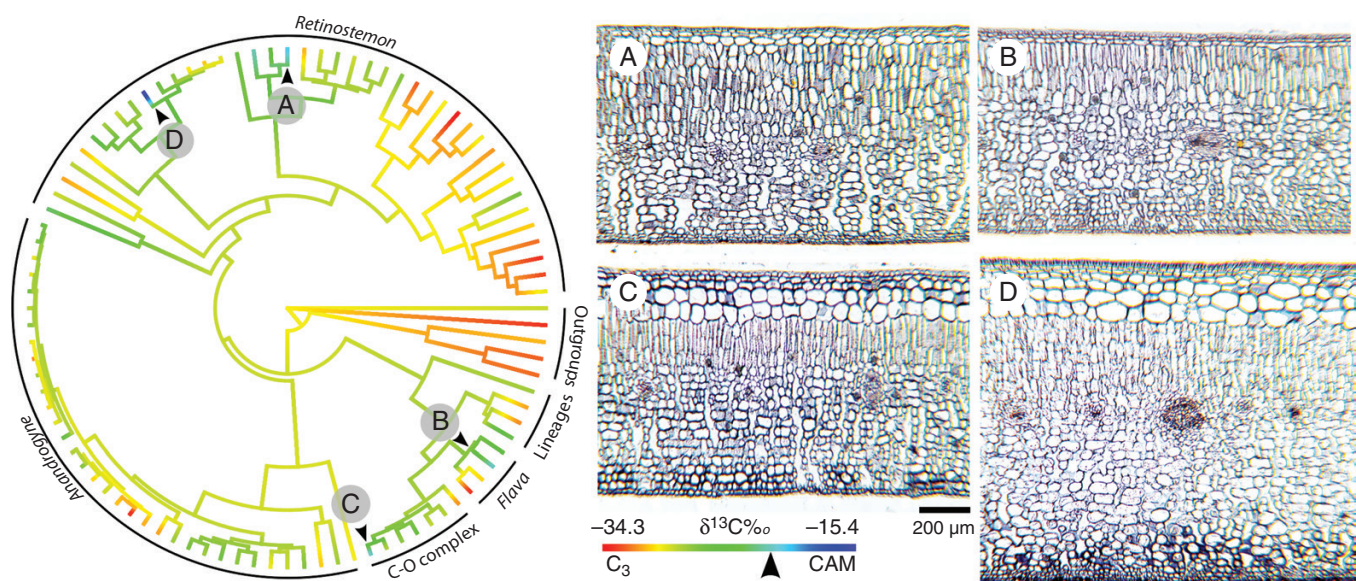 Retinostemon
A
D
Outgroups
Lineages
Flava
B
C
C-O complex
Anandrogyne
A
B
C
D
200 µm
–34.3 δ13C‰ –15.4
C3 CAM